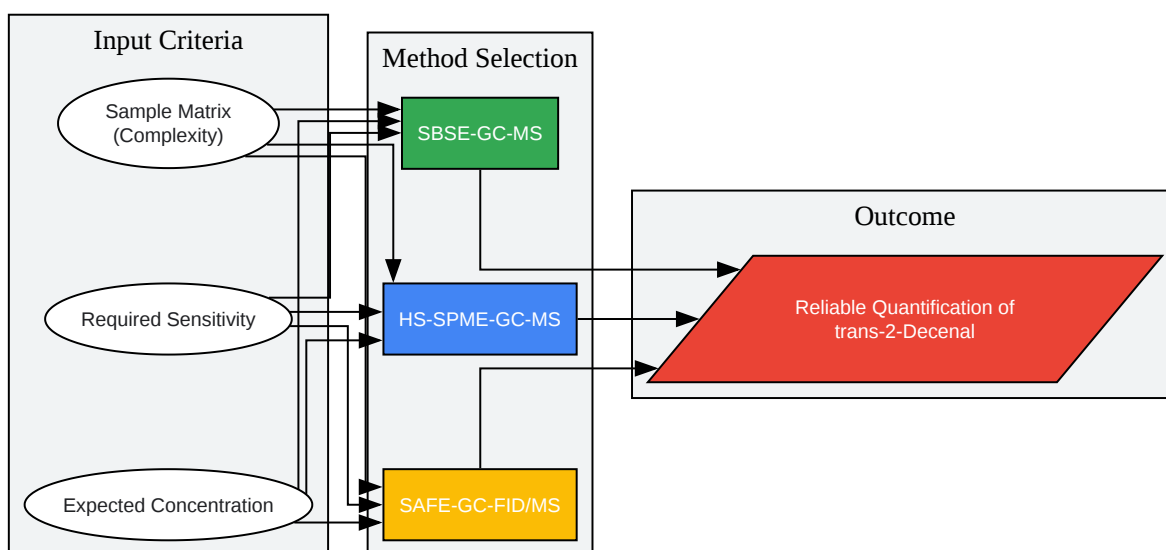 Input Criteria
Sample Matrix
(Complexity)
Required Sensitivity
Expected Concentration
Method Selection
SBSE-GC-MS
HS-SPME-GC-MS
SAFE-GC-FID/MS
Outcome
Reliable Quantification of
trans-2-Decenal